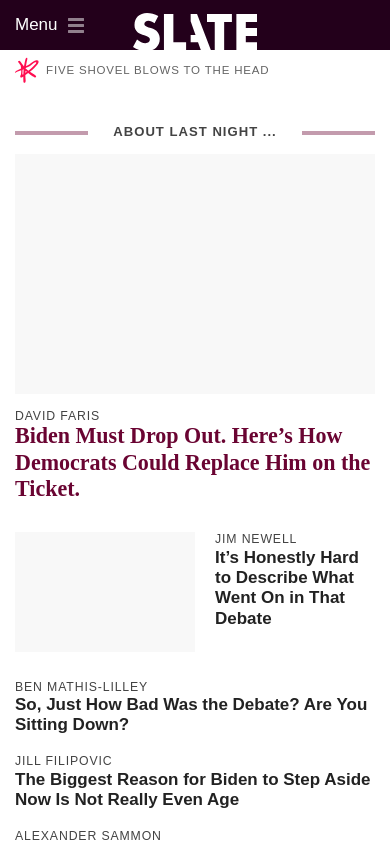 Menu
SLATE
FIVE SHOVEL BLOWS TO THE HEAD
ABOUT LAST NIGHT ...
DAVID FARIS
Biden Must Drop Out. Here’s How
Democrats Could Replace Him on the
Ticket.
JIM NEWELL
It’s Honestly Hard
to Describe What
Went On in That
Debate
BEN MATHIS-LILLEY
So, Just How Bad Was the Debate? Are You
Sitting Down?
JILL FILIPOVIC
The Biggest Reason for Biden to Step Aside
Now Is Not Really Even Age
ALEXANDER SAMMON